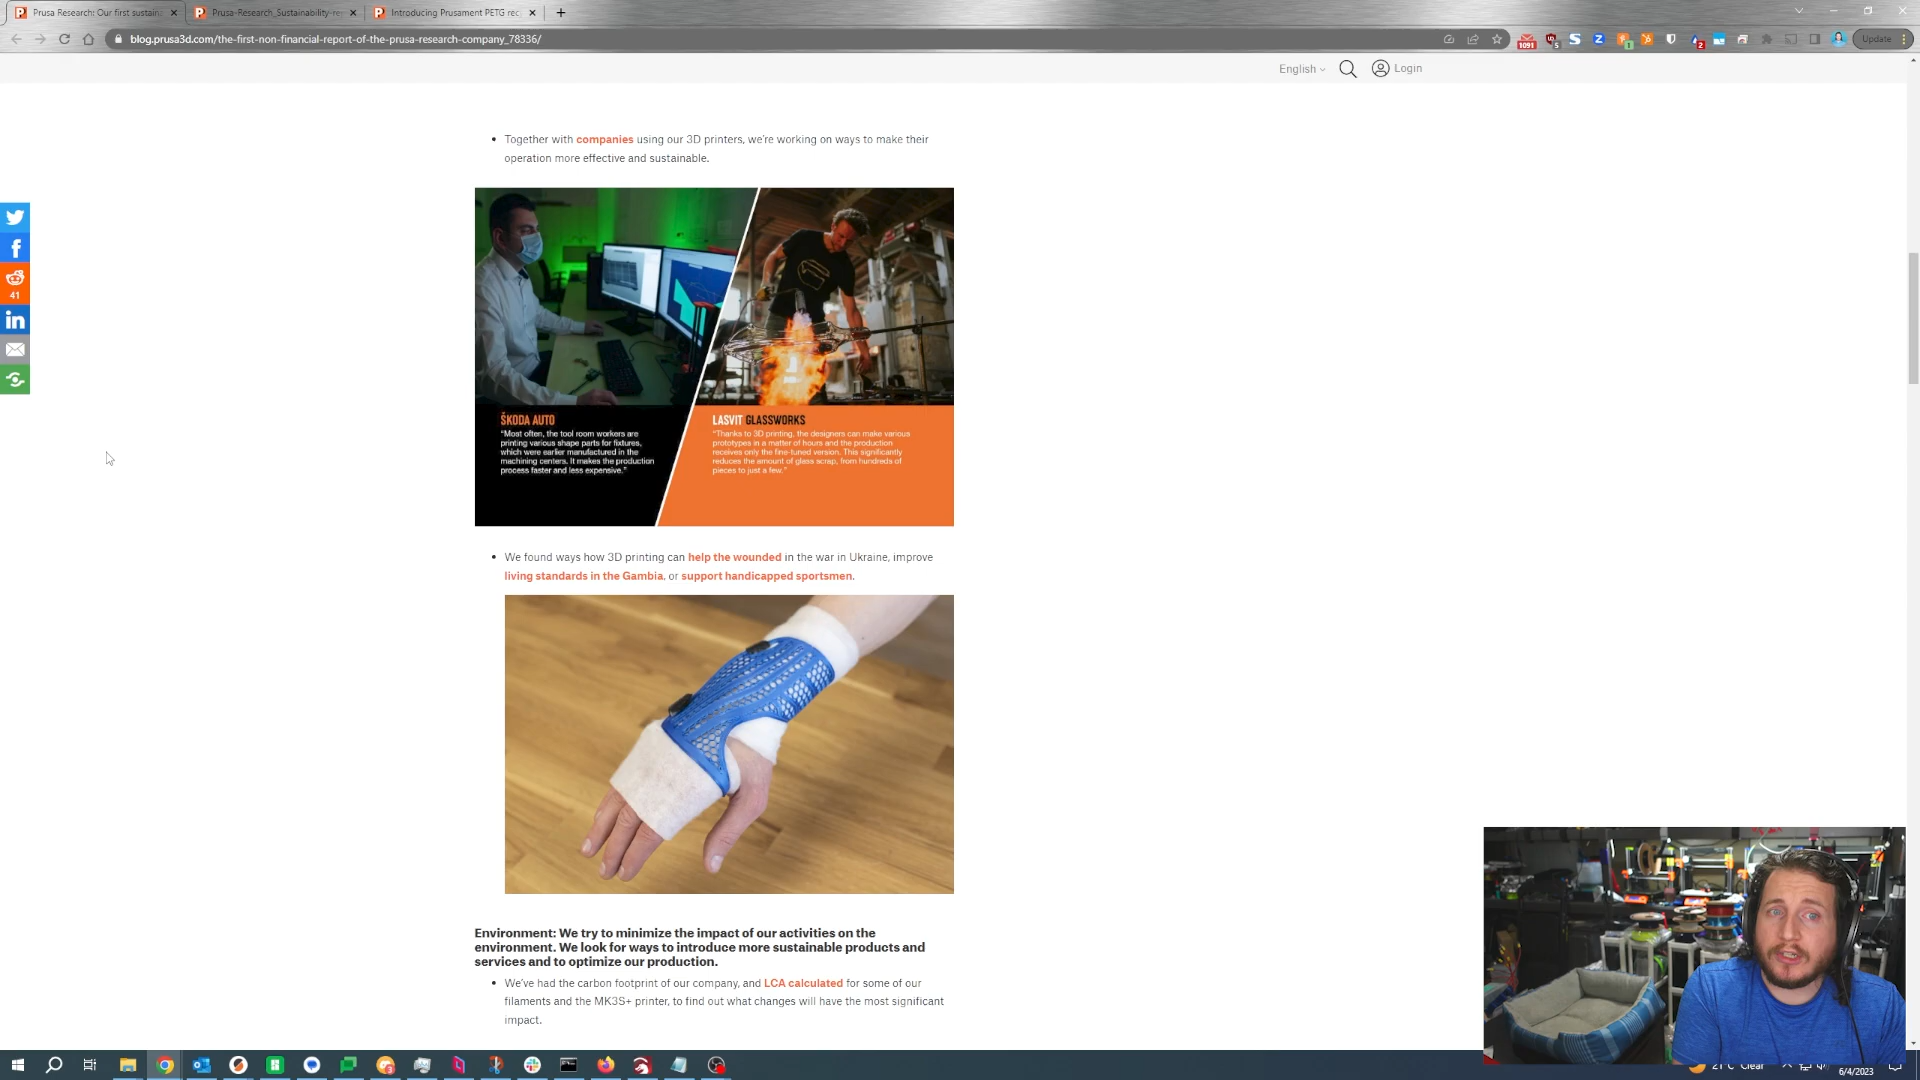 Prusa Research: Our first sustain
Prusa-Research_Sustainability-re
Introducing Prusament PETG rec
blog.prusa3d.com/the-first-non-financial-report-of-the-prusa-research-company_78336/
1091
5
1
2
Update
English
Login
Together with companies using our 3D printers, we're working on ways to make their
operation more effective and sustainable.
41
ŠKODA AUTO
"Most often, the tool room workers are
printing various shape parts for fixtures,
which were earlier manufactured in the
machining centers. It makes the production
process faster and less expensive."
LASVIT GLASSWORKS
"Thanks to 3D printing, the designers can make various
prototypes in a matter of hours and the production
receives only the fine-tuned version. This significantly
reduces the amount of glass scrap, from hundreds of
pieces to just a few."
We found ways how 3D printing can help the wounded in the war in Ukraine, improve
living standards in the Gambia, or support handicapped sportsmen.
Environment: We try to minimize the impact of our activities on the
environment. We look for ways to introduce more sustainable products and
services and to optimize our production.
We've had the carbon footprint of our company, and LCA calculated for some of our
filaments and the MK3S+ printer, to find out what changes will have the most significant
impact.
21°C Clear
6/4/2023